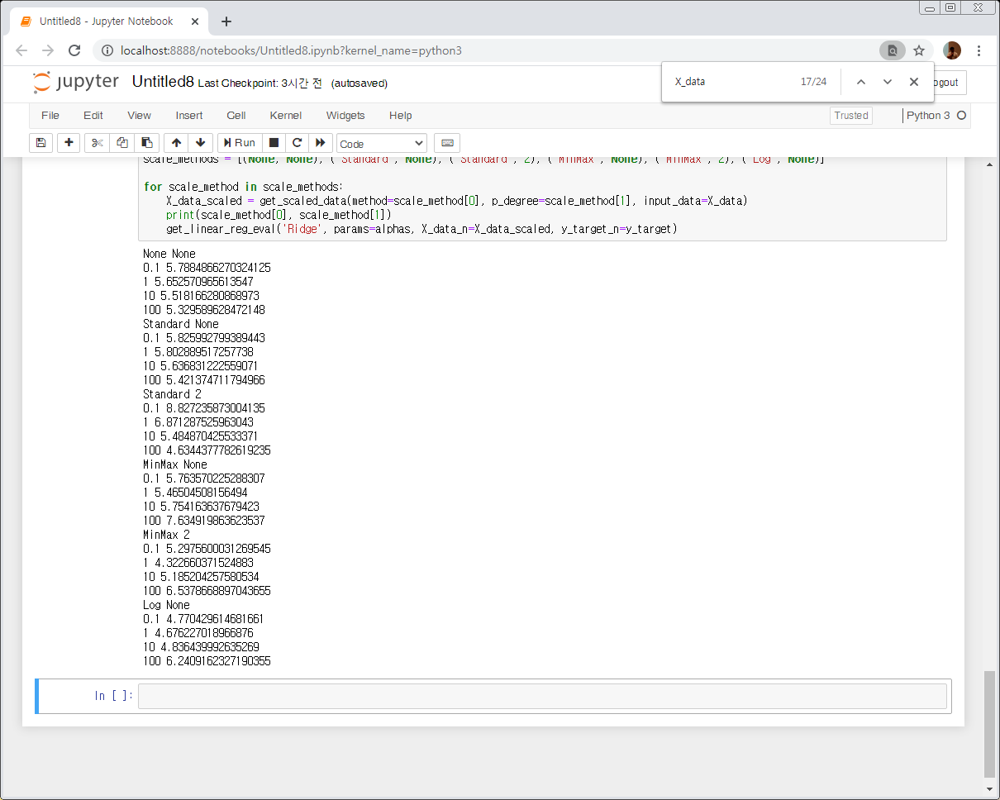 Untitled8 - Jupyter Notebook
localhost:8888/notebooks/Untitled8.ipynb?kernel_name=python3
jupyter Untitled8 Last Checkpoint: 3시간 전 (autosaved)
X_data 17/24
ogout
File Edit View Insert Cell Kernel Widgets Help
Trusted Python 3
Run Code
scale_methods = [(None, None), ('Standard', None), ('Standard', 2), ('MinMax', None), ('MinMax', 2), ('Log', None)]
for scale_method in scale_methods:
X_data_scaled = get_scaled_data(method=scale_method[0], p_degree=scale_method[1], input_data=X_data)
print(scale_method[0], scale_method[1])
get_linear_reg_eval('Ridge', params=alphas, X_data_n=X_data_scaled, y_target_n=y_target)
None None
0.1 5.7884866270324125
1 5.652570965613547
10 5.518166280868973
100 5.329589628472148
Standard None
0.1 5.825992799389443
1 5.802889517257738
10 5.636831222559071
100 5.421374711794966
Standard 2
0.1 8.827235873004135
1 6.871287525963043
10 5.484870425533371
100 4.6344377782619235
MinMax None
0.1 5.763570225288307
1 5.46504508156494
10 5.754163637679423
100 7.634919863623537
MinMax 2
0.1 5.2975600031269545
1 4.322660371524883
10 5.185204257580534
100 6.5378668897043655
Log None
0.1 4.770429614681661
1 4.676227018966876
10 4.836439992635269
100 6.2409162327190355
In [ ]: